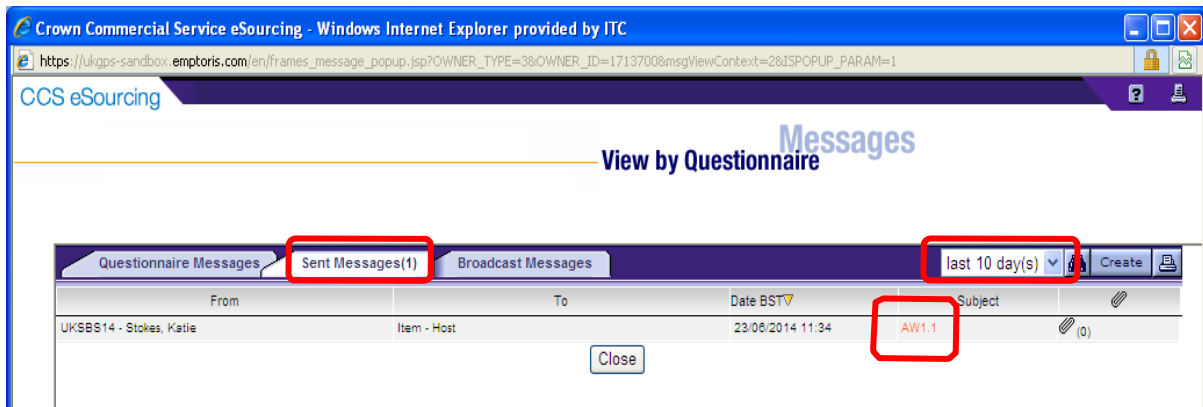 Crown Commercial Service eSourcing - Windows Internet Explorer provided by ITC
https://ukgps-sandbox.emptoris.com/en/frames_message_popup.jsp?OWNER_TYPE=3&OWNER_ID=1713700&msgViewContext=2&ISPOPUP_PARAM=1
CCS eSourcing ?
Messages
View by Questionnaire
Questionnaire Messages Sent Messages(1) Broadcast Messages last 10 day(s) Create
From To Date BST Subject
UKSBS14 - Stokes, Katie Item - Host 23/06/2014 11:34 AW1.1 (0)
Close